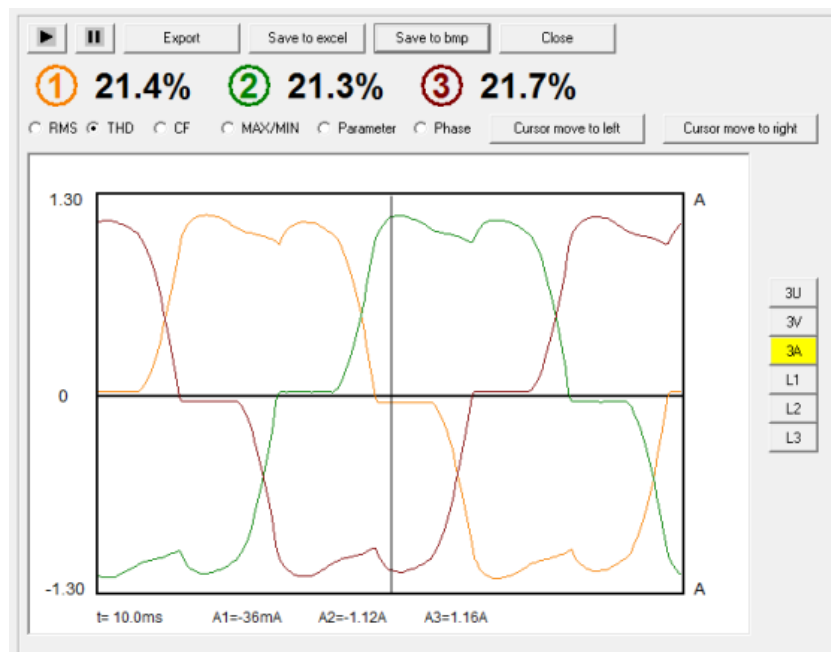 Export Save to excel Save to bmp Close
1 21.4% 2 21.3% 3 21.7%
RMS THD CF MAX/MIN Parameter Phase Cursor move to left Cursor move to right
1.30 A
3U
3V
3A
0 L1
L2
L3
-1.30 A
t= 10.0ms A1=-36mA A2=-1.12A A3=1.16A